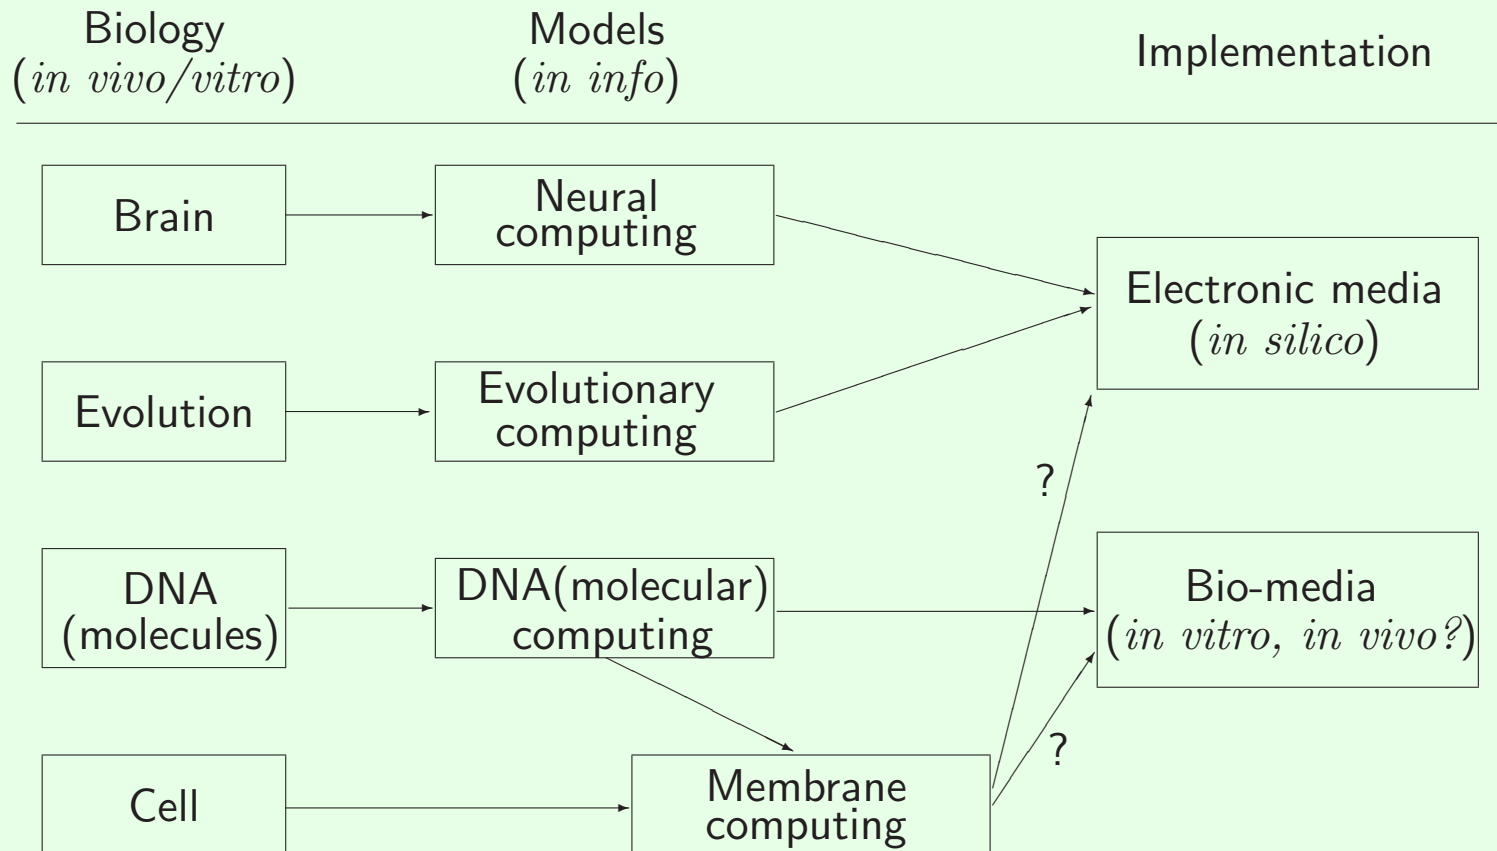 Biology
(in vivo/vitro)
Models
(in info)
Implementation
Brain
Neural
computing
Electronic media
(in silico)
Evolution
Evolutionary
computing
?
DNA
(molecules)
DNA(molecular)
computing
Bio-media
(in vitro, in vivo?)
?
Cell
Membrane
computing